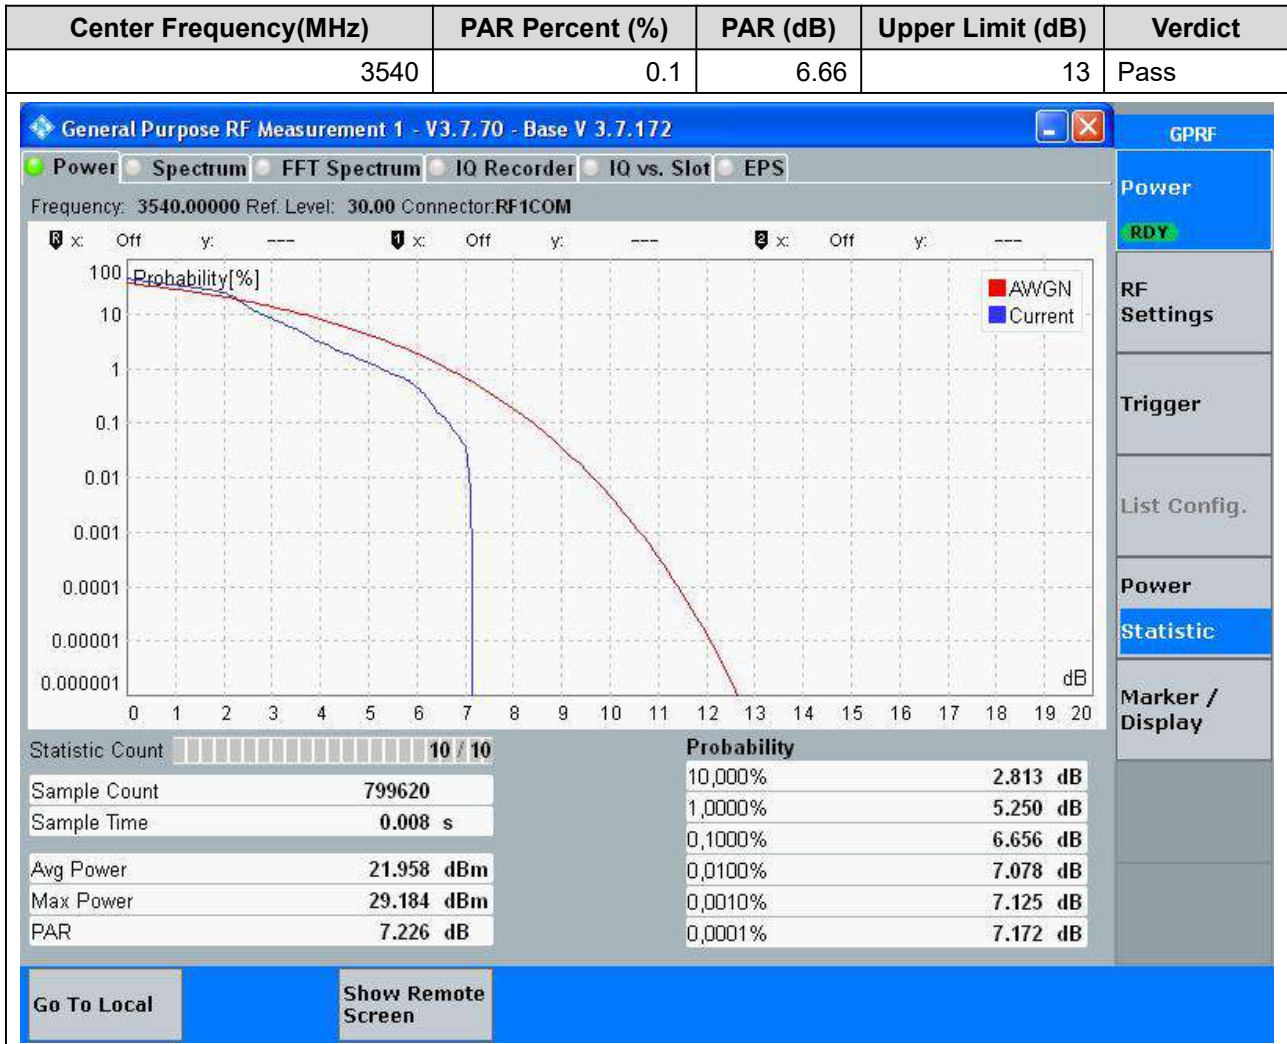 Center Frequency(MHz) PAR Percent (%) PAR (dB) Upper Limit (dB) Verdict
3540 0.1 6.66 13 Pass
General Purpose RF Measurement 1 - V3.7.70 - Base V 3.7.172
GPRF
Power Spectrum FFT Spectrum IQ Recorder IQ vs. Slot EPS
Power
RDY
Frequency: 3540.00000 Ref. Level: 30.00 Connector:RF1COM
R x: Off y: --- 1 x: Off y: --- 2 x: Off y: ---
Probability[%]
100
10
1
0.1
0.01
0.001
0.0001
0.00001
0.000001
AWGN
Current
dB
0 1 2 3 4 5 6 7 8 9 10 11 12 13 14 15 16 17 18 19 20
RF
Settings
Trigger
List Config.
Power
Statistic
Marker /
Display
Statistic Count 10 / 10
Sample Count 799620
Sample Time 0.008 s
Avg Power 21.958 dBm
Max Power 29.184 dBm
PAR 7.226 dB
Probability
10,000% 2.813 dB
1,0000% 5.250 dB
0,1000% 6.656 dB
0,0100% 7.078 dB
0,0010% 7.125 dB
0,0001% 7.172 dB
Go To Local
Show Remote
Screen